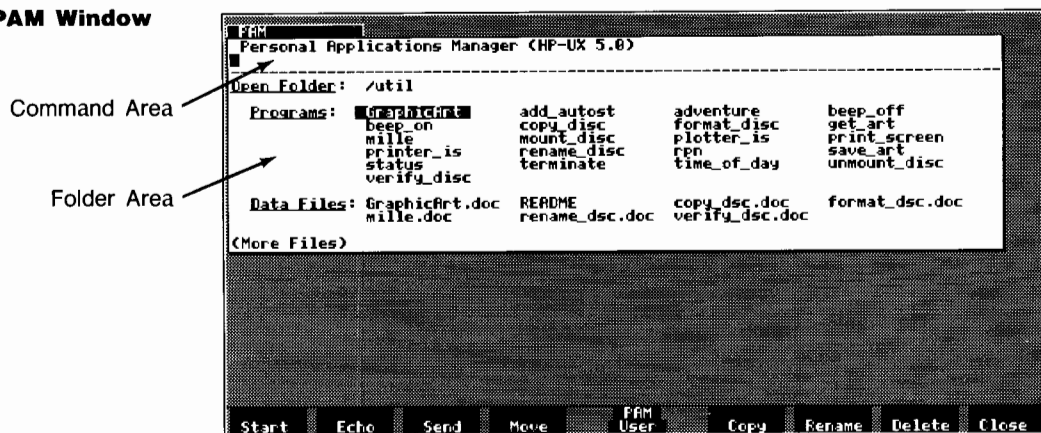 PAM Window
PAM
Personal Applications Manager (HP-UX 5.0)
Command Area
Open Folder: /util
Programs: GraphicArt add_autost adventure beep_off
beep_on copy_disc format_disc get_art
mille mount_disc plotter_is print_screen
printer_is rename_disc rpn save_art
status terminate time_of_day unmount_disc
verify_disc
Folder Area
Data Files: GraphicArt.doc README copy_dsc.doc format_dsc.doc
mille.doc rename_dsc.doc verify_dsc.doc
(More Files)
Start Echo Send Move PAM User Copy Rename Delete Close